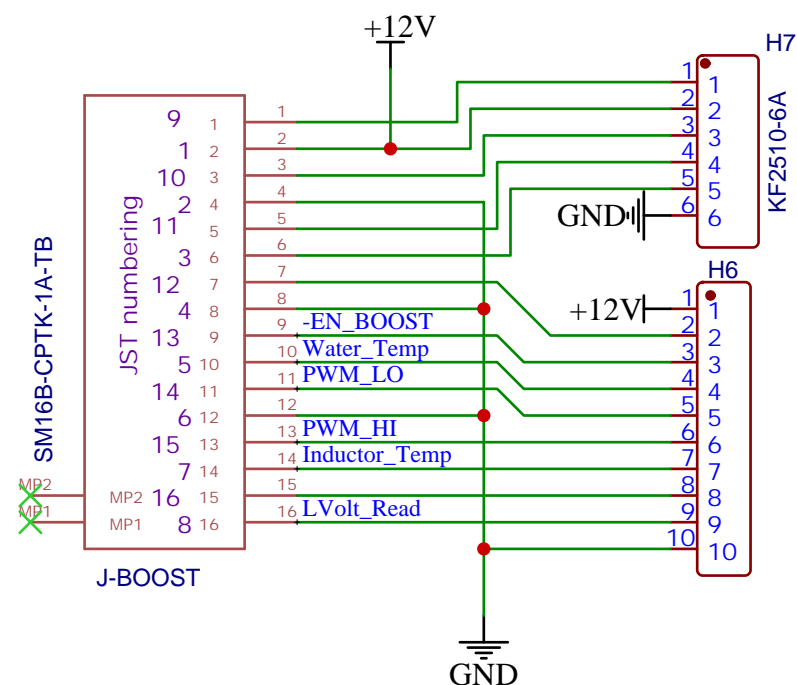 +12V
H7
KF2510-6A
1 1
2 2
3 3
4 4
5 5
6 6
GND
SM16B-CPTK-1A-TB
JST numbering
9 1 1
1 2 2
10 3 3
2 4 4
11 5 5
3 6 6
12 7 7
4 8 8
13 9 9 -EN_BOOST
5 10 10 Water_Temp
14 11 11 PWM_LO
6 12 12
15 13 13 PWM_HI
7 14 14 Inductor_Temp
MP2 MP2 16 15 15
MP1 MP1 8 16 16 LVolt_Read
J-BOOST
H6
+12V
1 1
2 2
3 3
4 4
5 5
6 6
7 7
8 8
9 9
10 10
GND